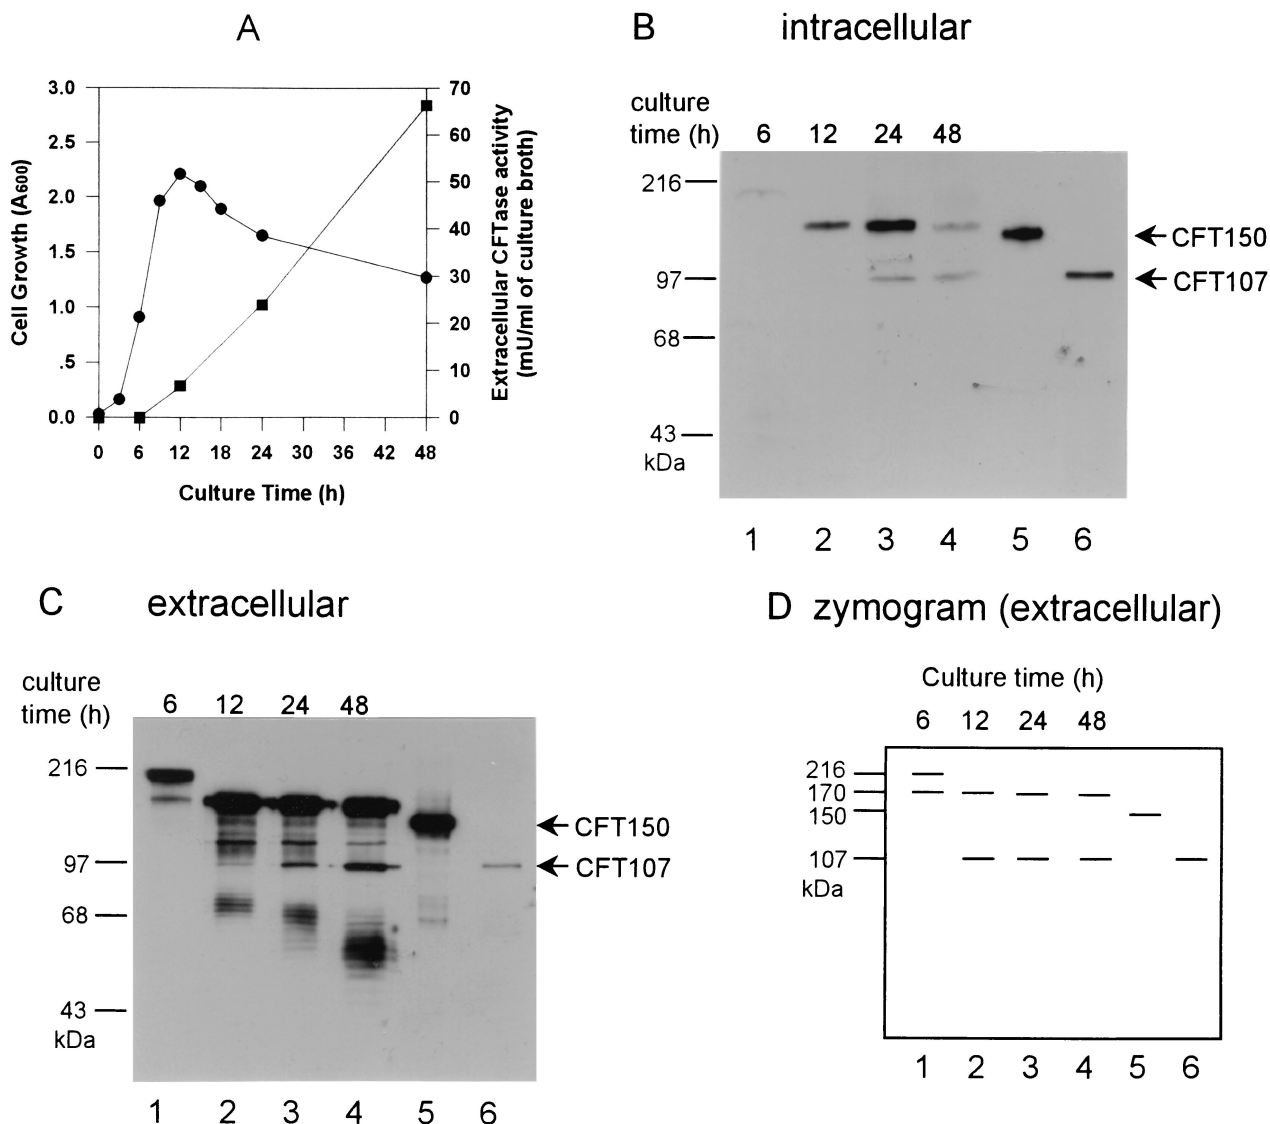 A
3.0
2.5
2.0
1.5
1.0
.5
0.0
Cell Growth (A600)
70
60
50
40
30
20
10
0
Extracellular CFTase activity
(mU/ml of culture broth)
0 6 12 18 24 30 36 42 48
Culture Time (h)
B intracellular
culture
time (h) 6 12 24 48
216
97
68
43
kDa
CFT150
CFT107
1 2 3 4 5 6
C extracellular
culture
time (h) 6 12 24 48
216
97
68
43
kDa
CFT150
CFT107
1 2 3 4 5 6
D zymogram (extracellular)
Culture time (h)
6 12 24 48
216
170
150
107
kDa
1 2 3 4 5 6